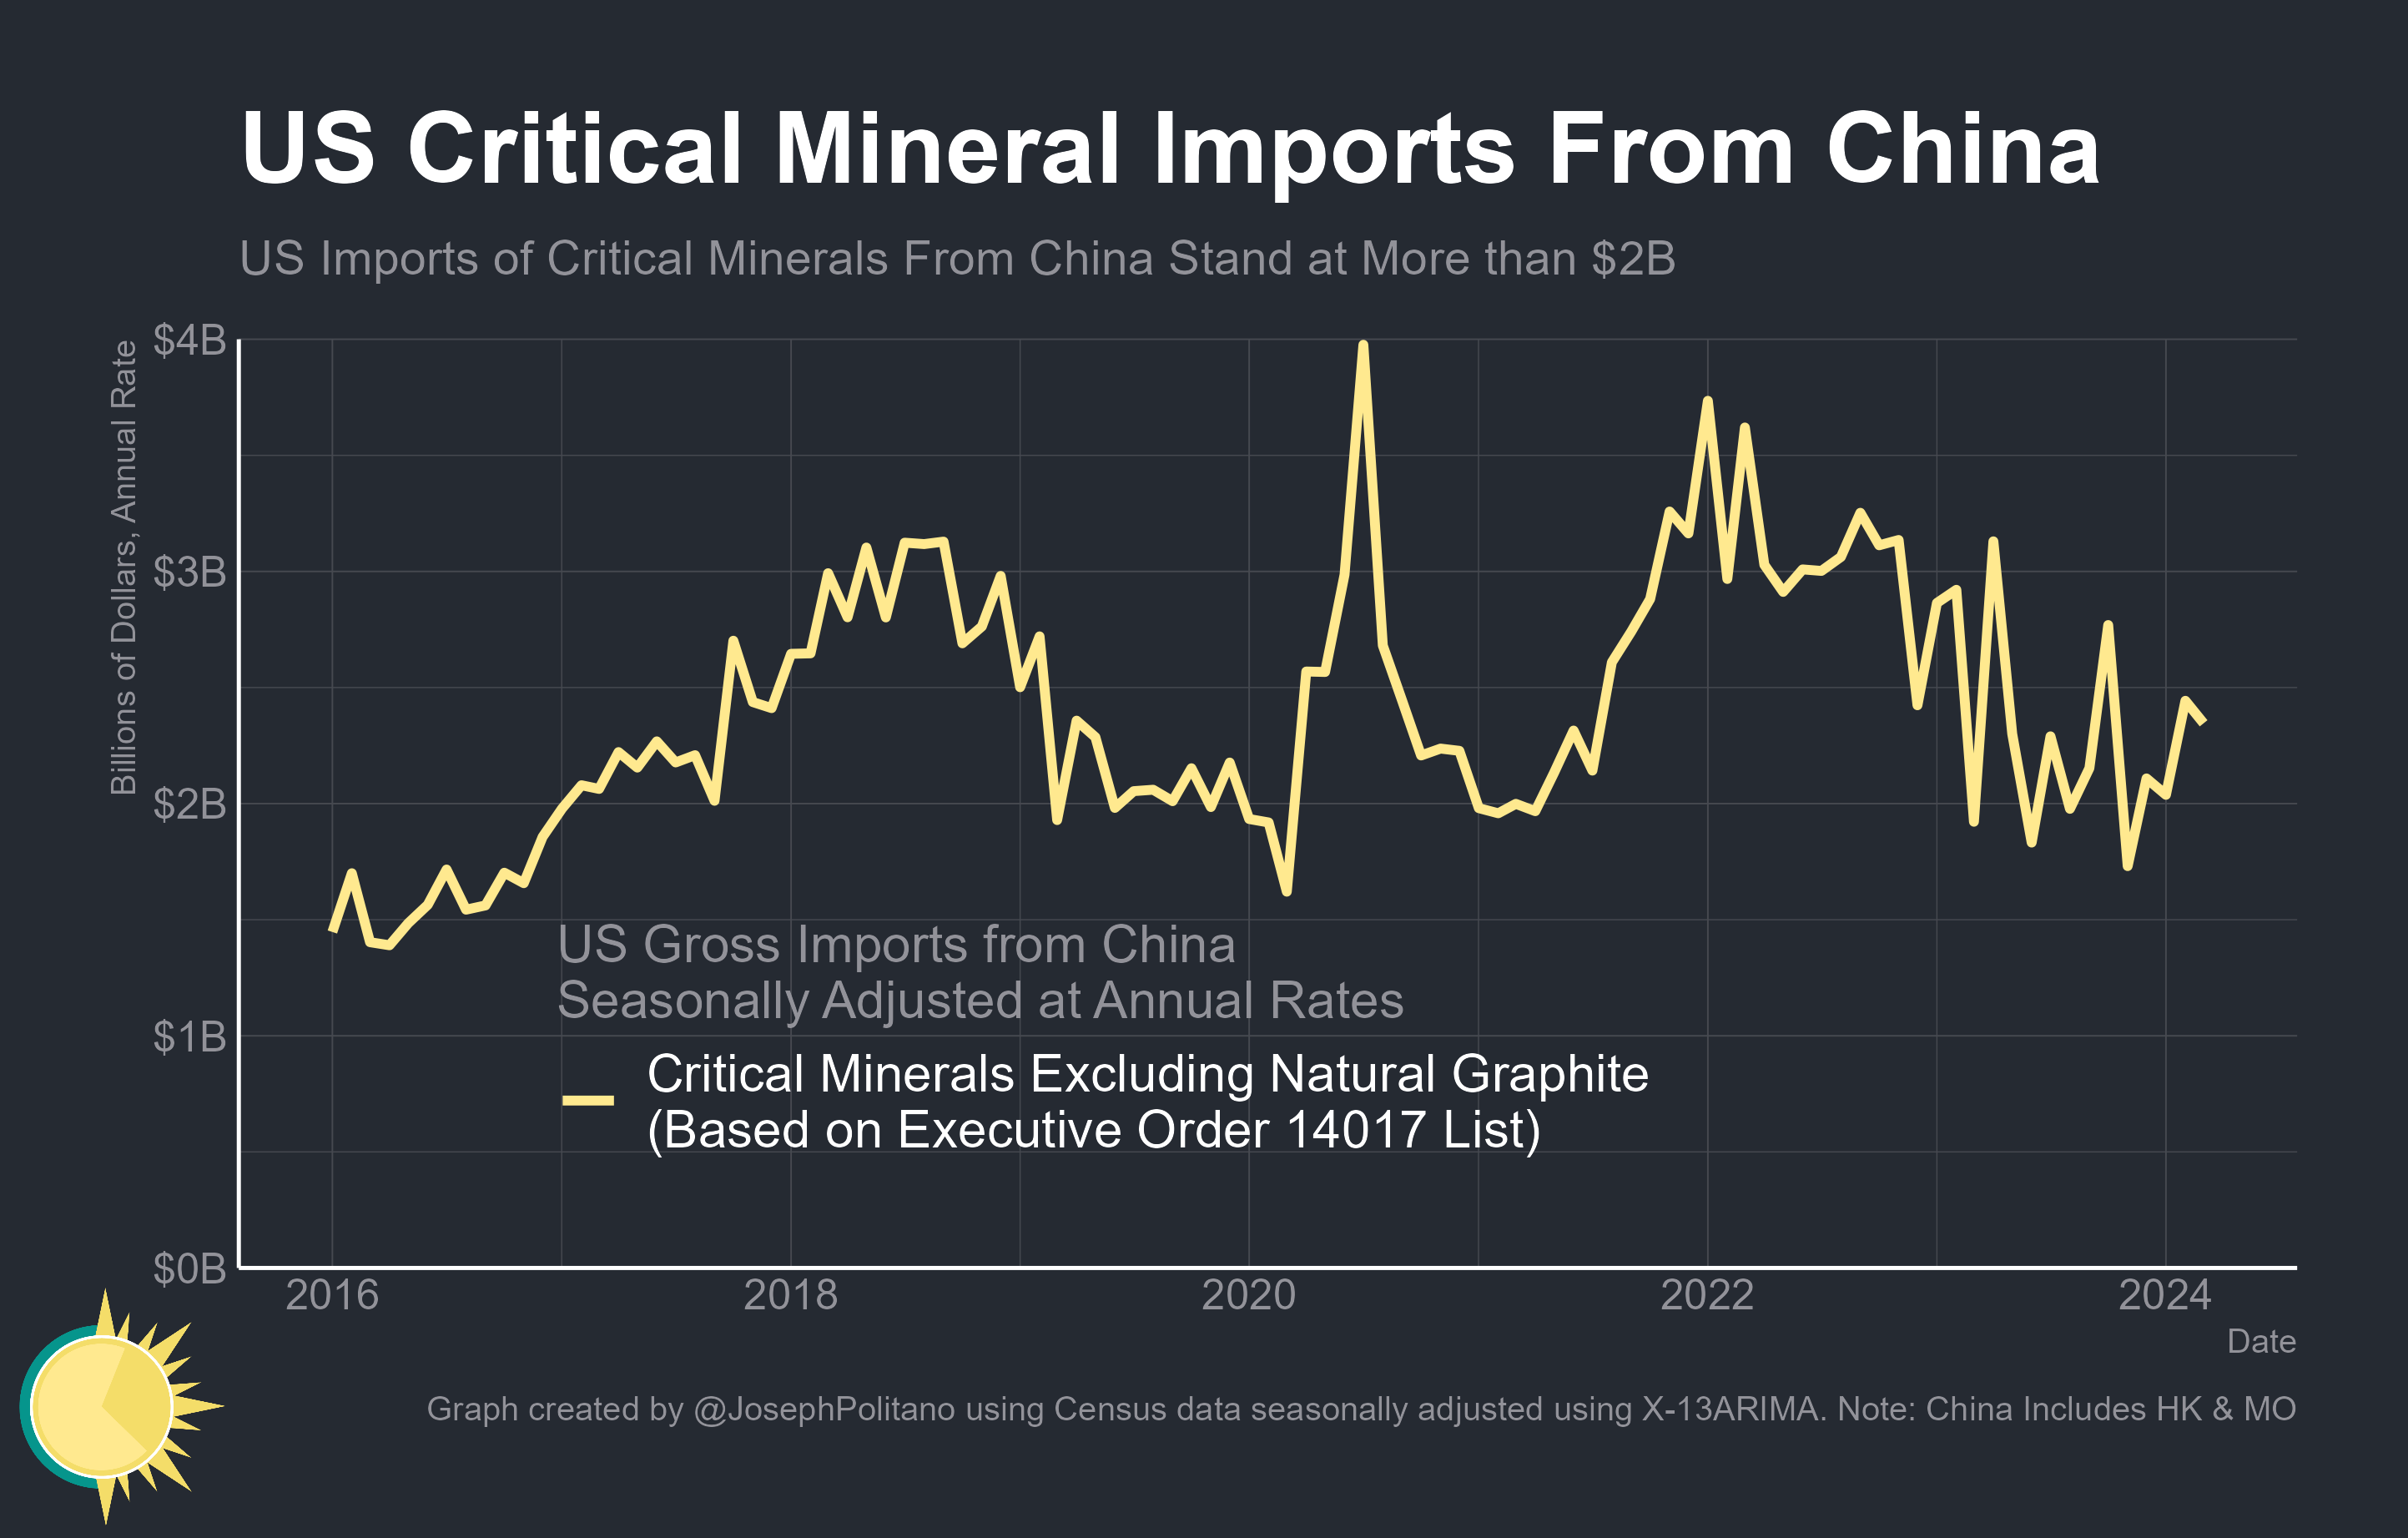 US Critical Mineral Imports From China
US Imports of Critical Minerals From China Stand at More than $2B
Billions of Dollars, Annual Rate
$4B
$3B
$2B
$1B
$0B
US Gross Imports from China
Seasonally Adjusted at Annual Rates
Critical Minerals Excluding Natural Graphite
(Based on Executive Order 14017 List)
2016 2018 2020 2022 2024
Date
Graph created by @JosephPolitano using Census data seasonally adjusted using X-13ARIMA. Note: China Includes HK & MO